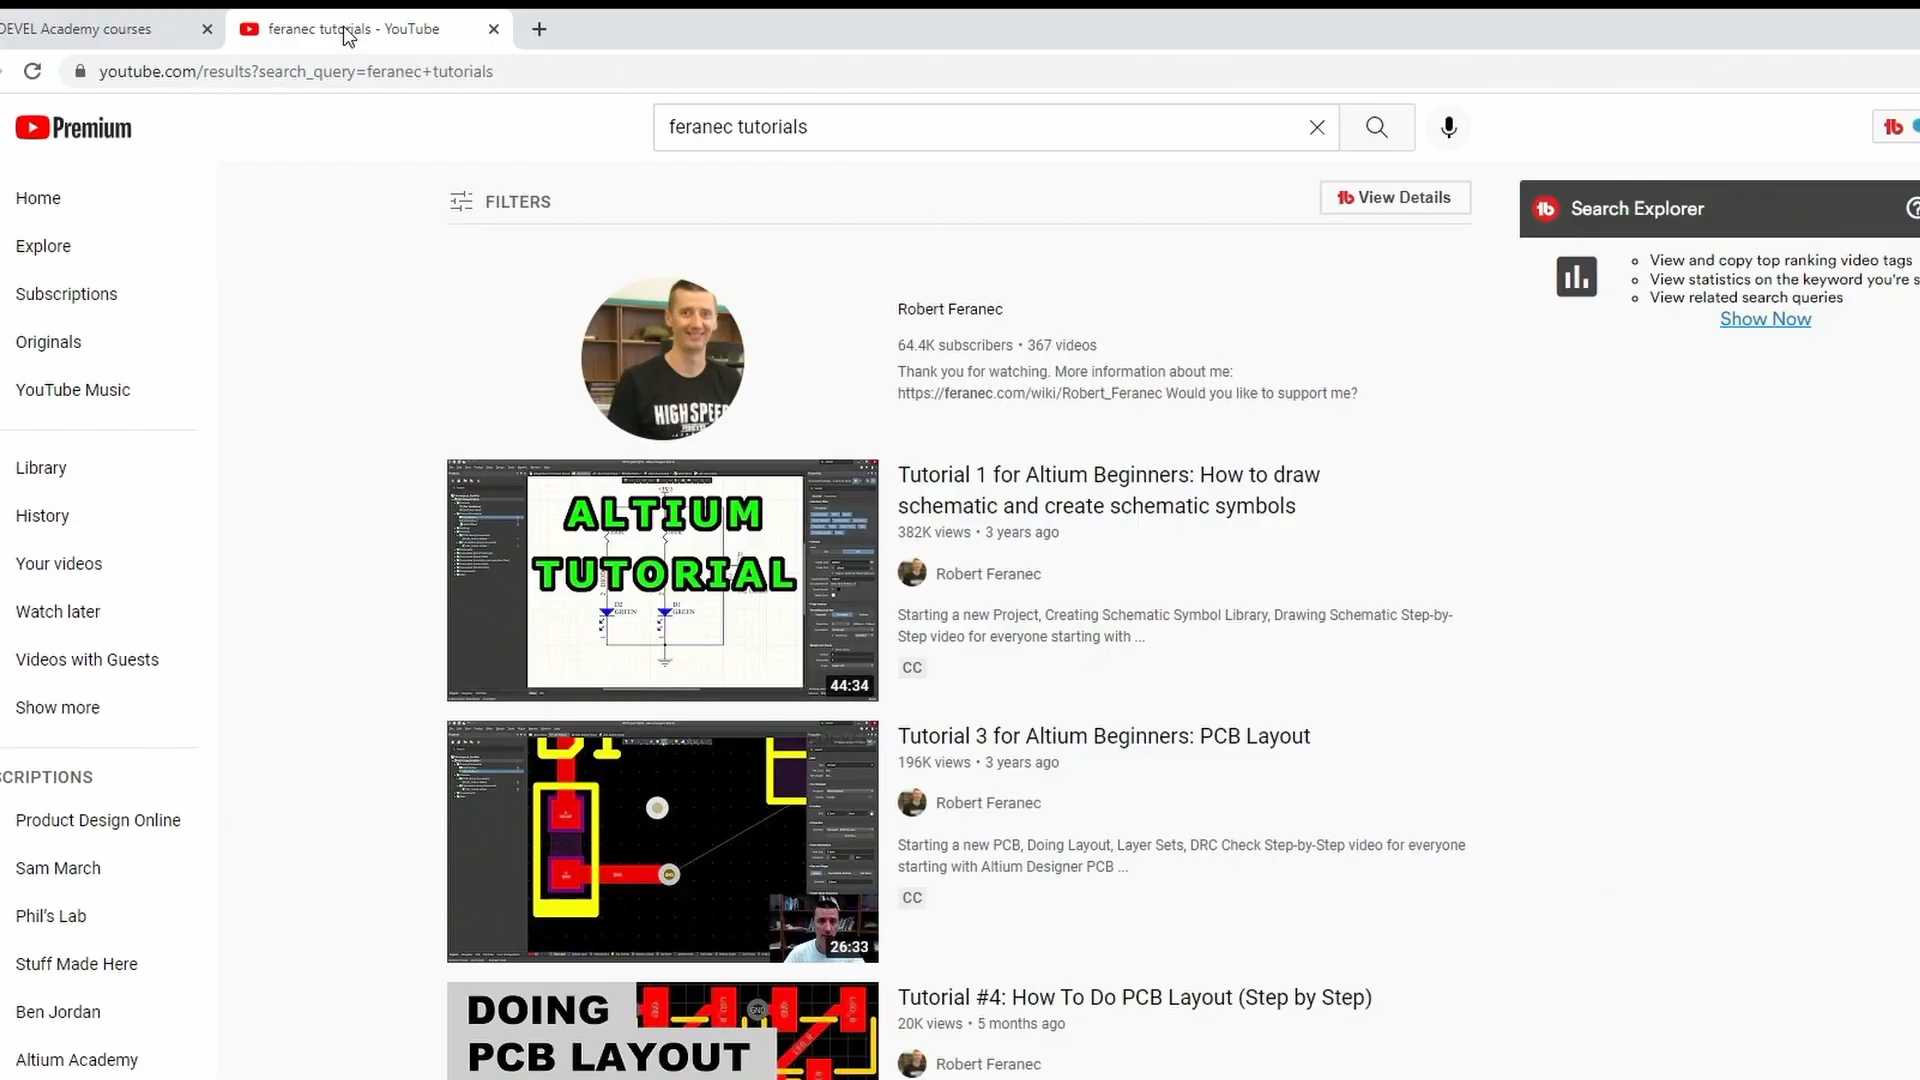 DEVEL Academy courses
feranec tutorials - YouTube
youtube.com/results?search_query=feranec+tutorials
Premium
feranec tutorials
Home
Explore
Subscriptions
Originals
YouTube Music
Library
History
Your videos
Watch later
Videos with Guests
Show more
SCRIPTIONS
Product Design Online
Sam March
Phil's Lab
Stuff Made Here
Ben Jordan
Altium Academy
FILTERS
View Details
Robert Feranec
64.4K subscribers • 367 videos
Thank you for watching. More information about me:
https://feranec.com/wiki/Robert_Feranec Would you like to support me?
HIGH SPEE
ALTIUM
TUTORIAL
D2
GREEN
D1
GREEN
44:34
Tutorial 1 for Altium Beginners: How to draw
schematic and create schematic symbols
382K views • 3 years ago
Robert Feranec
Starting a new Project, Creating Schematic Symbol Library, Drawing Schematic Step-by-
Step video for everyone starting with ...
CC
26:33
Tutorial 3 for Altium Beginners: PCB Layout
196K views • 3 years ago
Robert Feranec
Starting a new PCB, Doing Layout, Layer Sets, DRC Check Step-by-Step video for everyone
starting with Altium Designer PCB ...
CC
DOING
PCB LAYOUT
GND
Tutorial #4: How To Do PCB Layout (Step by Step)
20K views • 5 months ago
Robert Feranec
Search Explorer
View and copy top ranking video tags
View statistics on the keyword you're s
View related search queries
Show Now